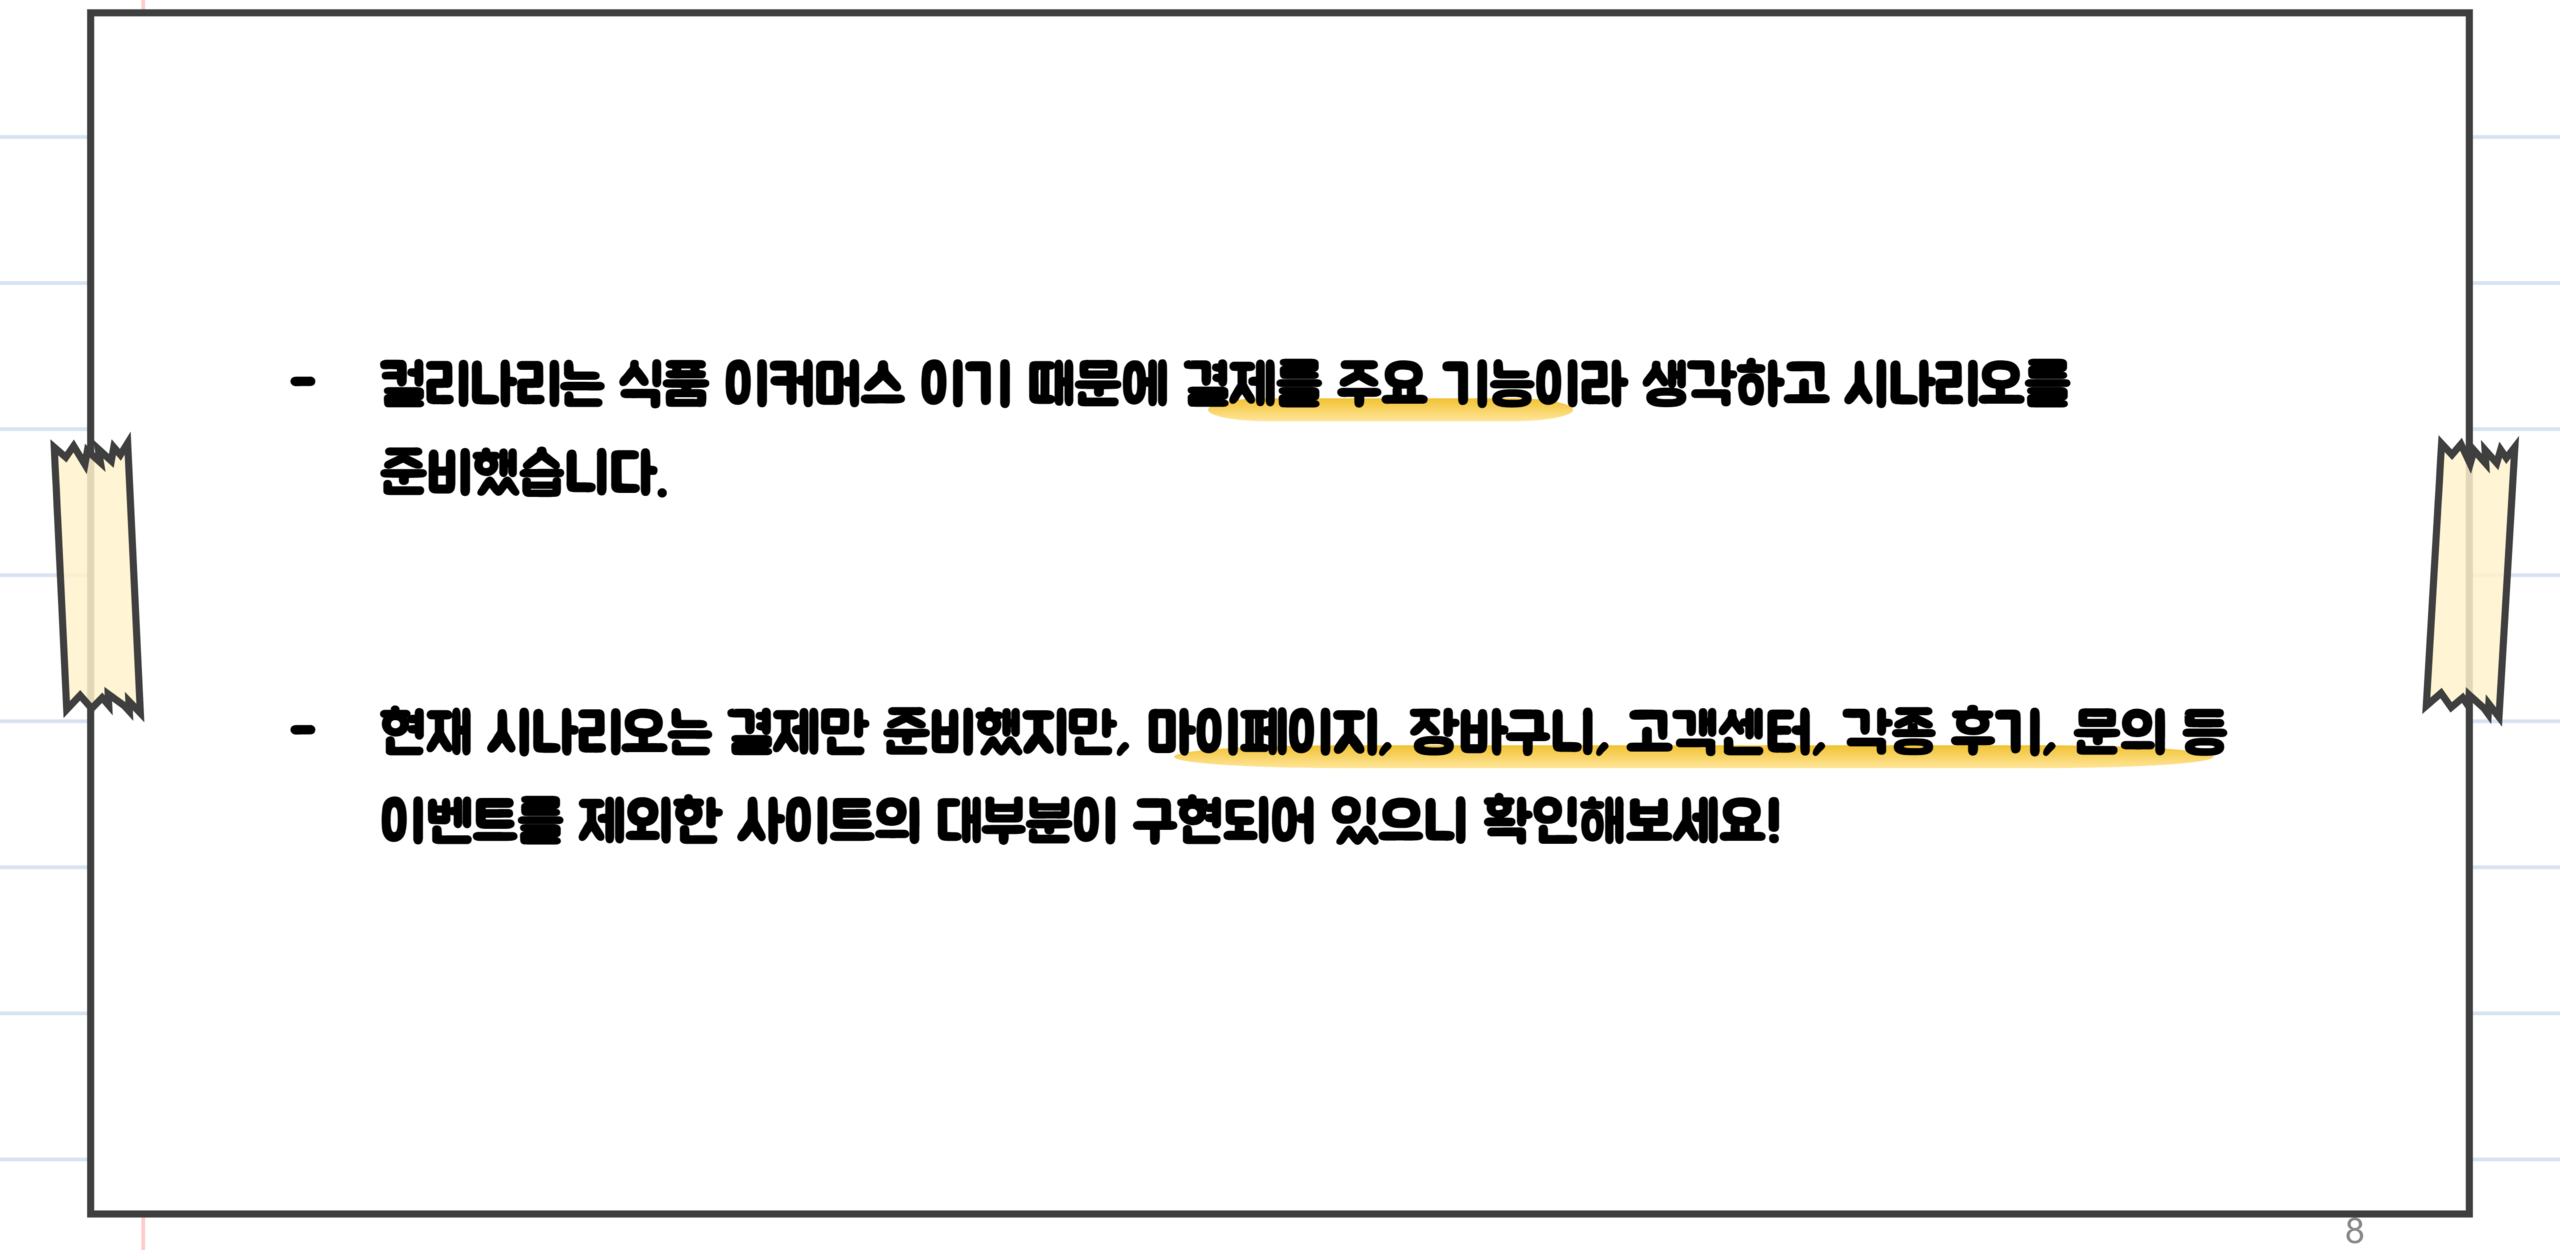 - 컬리나리는 식품 이커머스 이기 때문에 결제를 주요 기능이라 생각하고 시나리오를
준비했습니다.
- 현재 시나리오는 결제만 준비했지만, 마이페이지, 장바구니, 고객센터, 각종 후기, 문의 등
이벤트를 제외한 사이트의 대부분이 구현되어 있으니 확인해보세요!
8